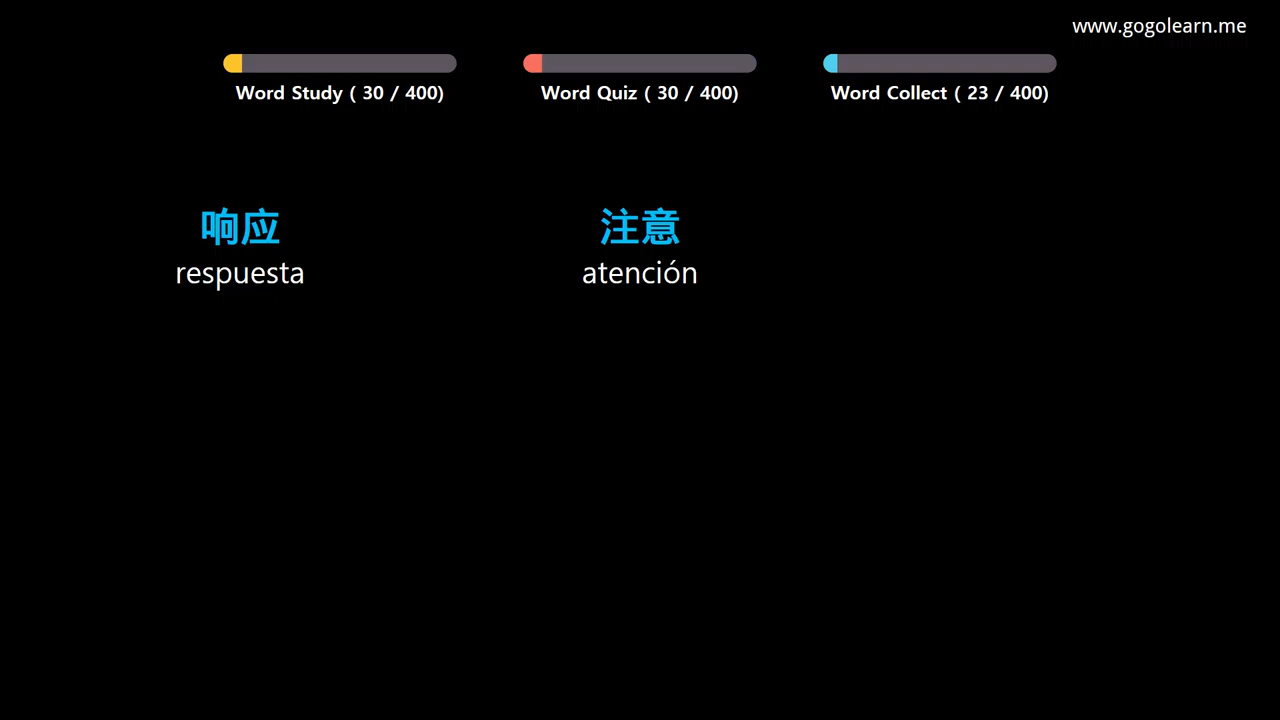 www.gogolearn.me
Word Study ( 30 / 400)
Word Quiz ( 30 / 400)
Word Collect ( 23 / 400)
响应
respuesta
注意
atención